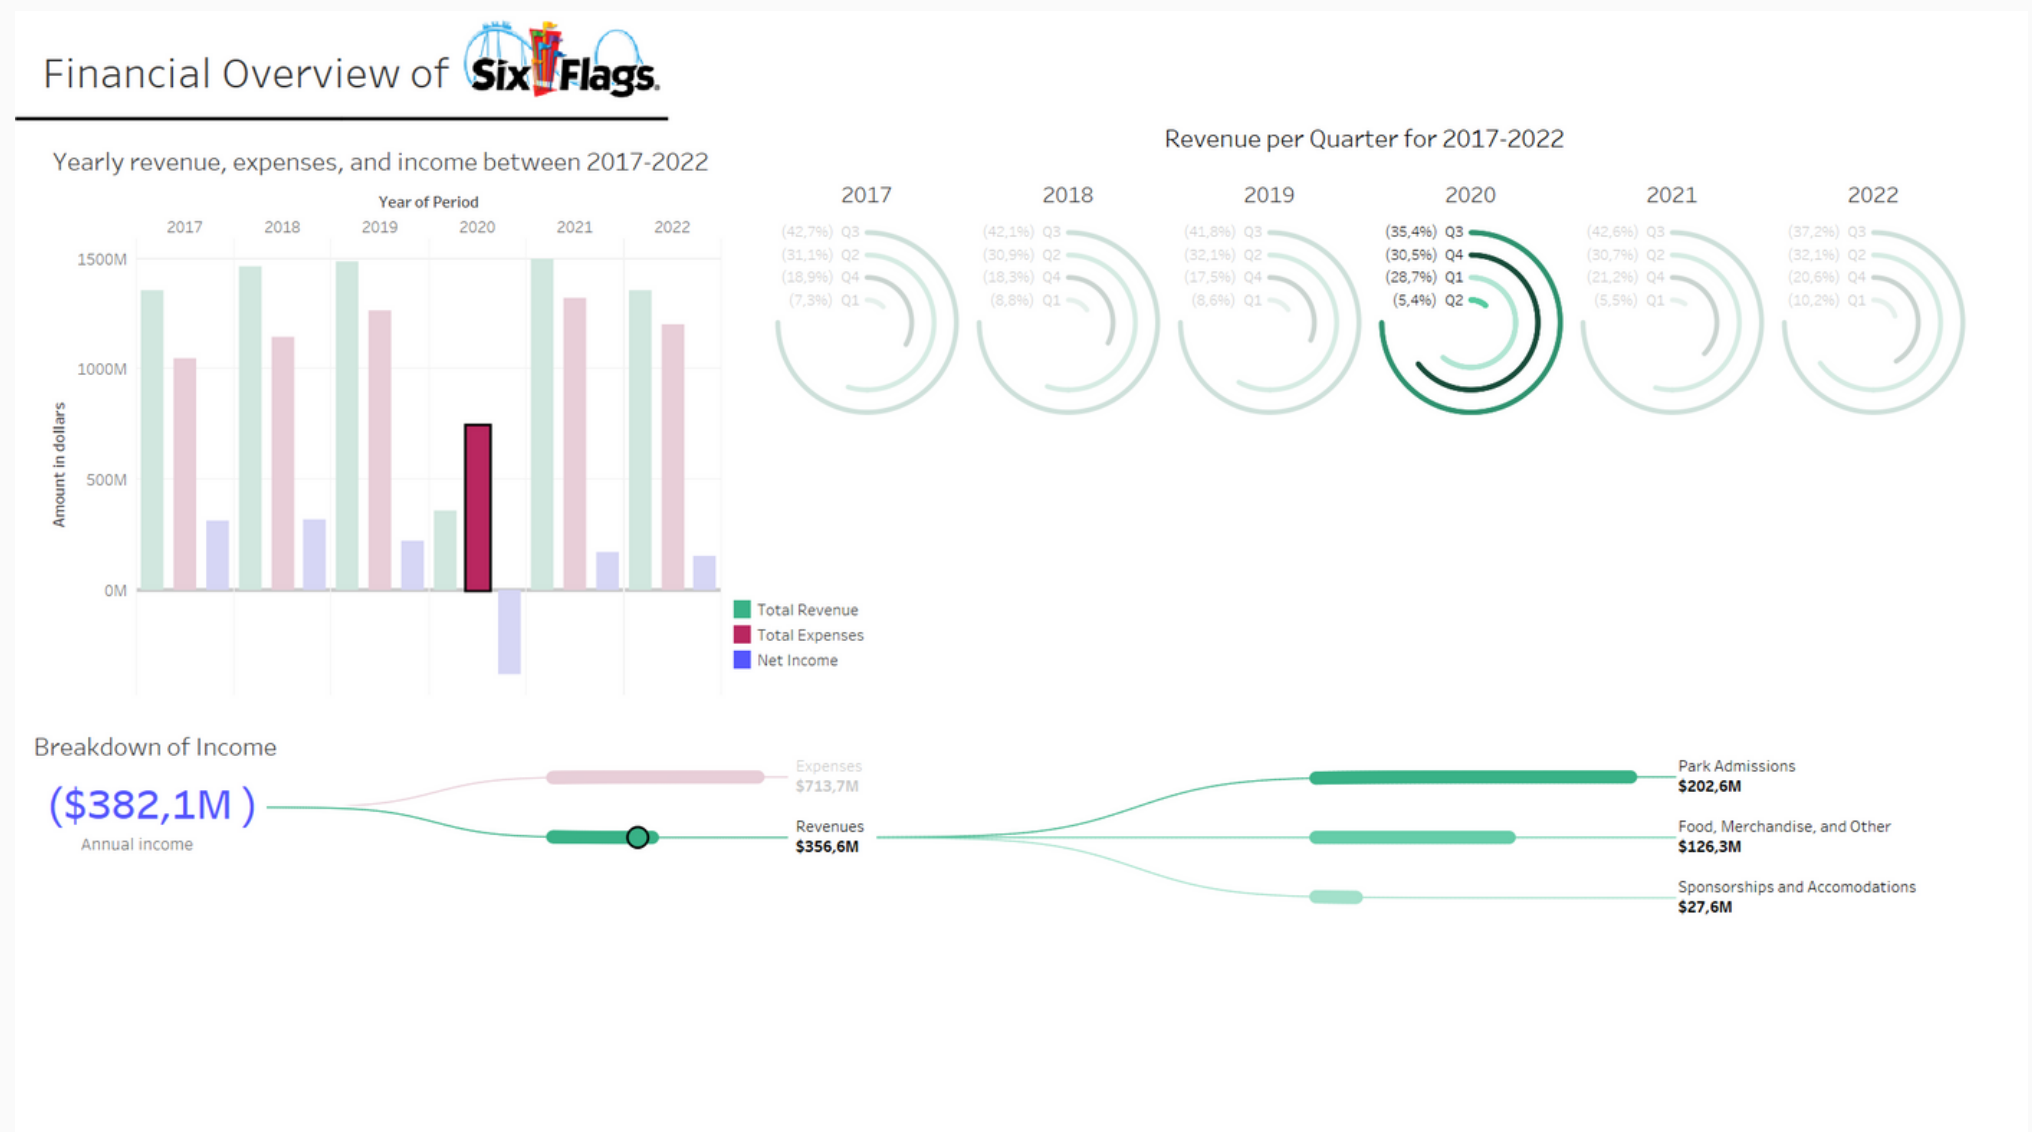 Financial Overview of Six Flags
Yearly revenue, expenses, and income between 2017-2022
Year of Period
2017 2018 2019 2020 2021 2022
1500M
1000M
500M
0M
Amount in dollars
Total Revenue
Total Expenses
Net Income
Revenue per Quarter for 2017-2022
2017
(42,7%) Q3
(31,1%) Q2
(18,9%) Q4
(7,3%) Q1
2018
(42,1%) Q3
(30,9%) Q2
(18,3%) Q4
(8,8%) Q1
2019
(41,8%) Q3
(32,1%) Q2
(17,5%) Q4
(8,6%) Q1
2020
(35,4%) Q3
(30,5%) Q4
(28,7%) Q1
(5,4%) Q2
2021
(42,6%) Q3
(30,7%) Q2
(21,2%) Q4
(5,5%) Q1
2022
(37,2%) Q3
(32,1%) Q2
(20,6%) Q4
(10,2%) Q1
Breakdown of Income
($382,1M )
Annual income
Expenses
$713,7M
Revenues
$356,6M
Park Admissions
$202,6M
Food, Merchandise, and Other
$126,3M
Sponsorships and Accomodations
$27,6M